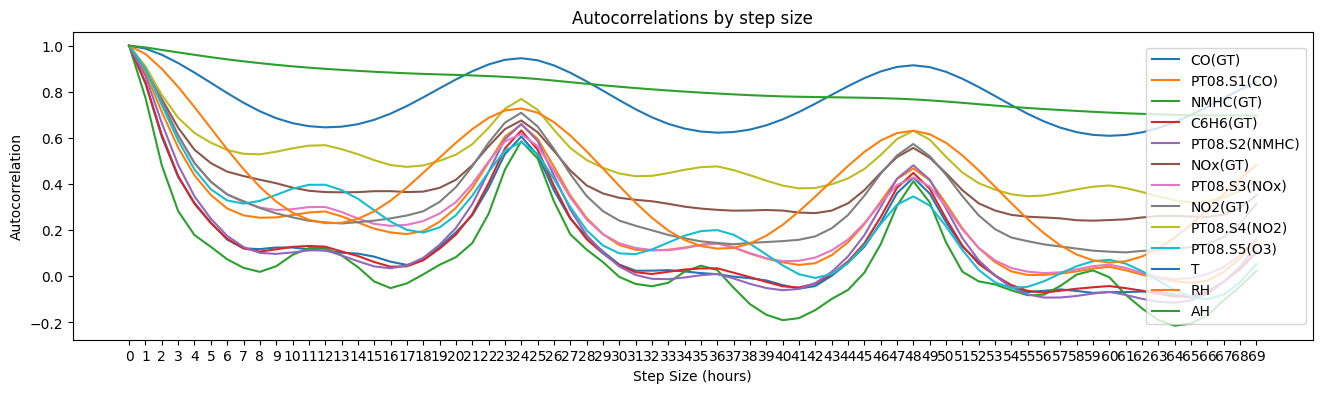 Autocorrelations by step size
1.0
0.8
0.6
0.4
0.2
0.0
−0.2
Autocorrelation
CO(GT)
PT08.S1(CO)
NMHC(GT)
C6H6(GT)
PT08.S2(NMHC)
NOx(GT)
PT08.S3(NOx)
NO2(GT)
PT08.S4(NO2)
PT08.S5(O3)
T
RH
AH
0 1 2 3 4 5 6 7 8 9 10 11 12 13 14 15 16 17 18 19 20 21 22 23 24 25 26 27 28 29 30 31 32 33 34 35 36 37 38 39 40 41 42 43 44 45 46 47 48 49 50 51 52 53 54 55 56 57 58 59 60 61 62 63 64 65 66 67 68 69
Step Size (hours)